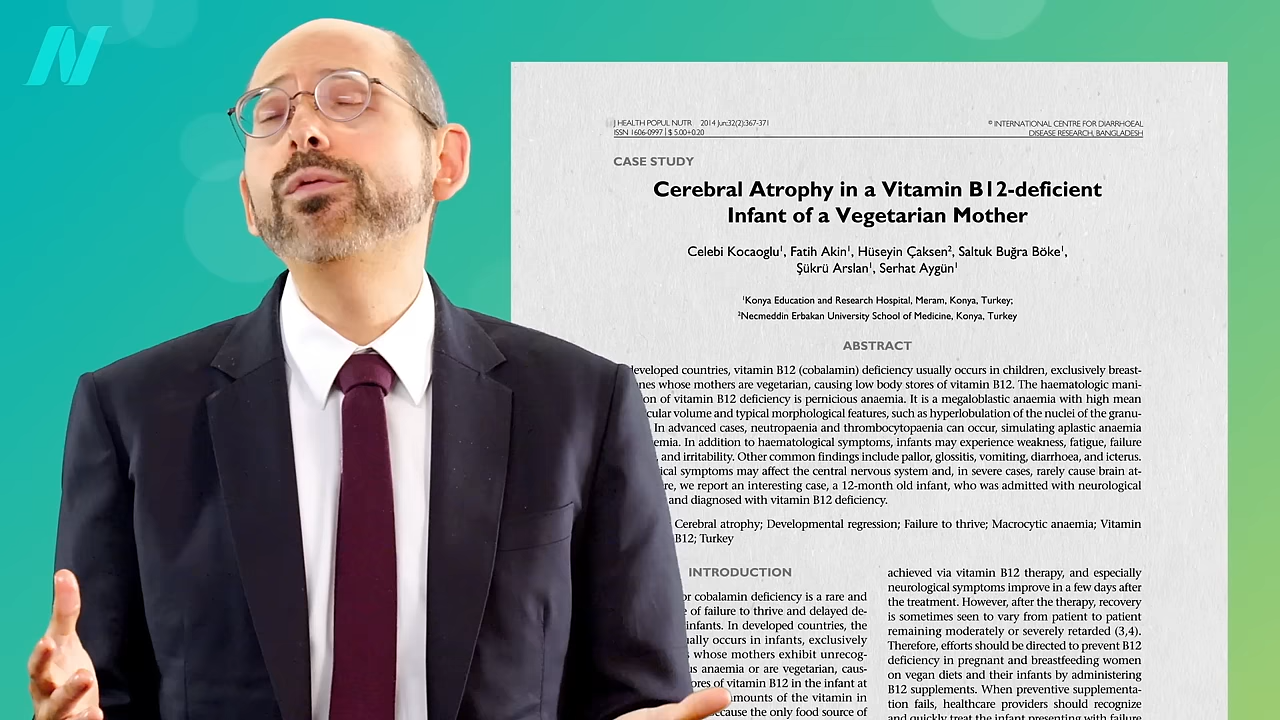 J HEALTH POPUL NUTR 2014 Jun;32(2):367-371
ISSN 1606-0997 | $ 5.00+0.20
© INTERNATIONAL CENTRE FOR DIARRHOEAL
DISEASE RESEARCH, BANGLADESH
CASE STUDY
Cerebral Atrophy in a Vitamin B12-deficient
Infant of a Vegetarian Mother
Celebi Kocaoglu¹, Fatih Akin¹, Hüseyin Çaksen², Saltuk Buğra Böke¹,
Şükrü Arslan¹, Serhat Aygün¹
¹Konya Education and Research Hospital, Meram, Konya, Turkey;
²Necmeddin Erbakan University School of Medicine, Konya, Turkey
ABSTRACT
developed countries, vitamin B12 (cobalamin) deficiency usually occurs in children, exclusively breast-
whose mothers are vegetarian, causing low body stores of vitamin B12. The haematologic mani-
of vitamin B12 deficiency is pernicious anaemia. It is a megaloblastic anaemia with high mean
volume and typical morphological features, such as hyperlobulation of the nuclei of the granu-
In advanced cases, neutropaenia and thrombocytopaenia can occur, simulating aplastic anaemia
In addition to haematological symptoms, infants may experience weakness, fatigue, failure
and irritability. Other common findings include pallor, glossitis, vomiting, diarrhoea, and icterus.
symptoms may affect the central nervous system and, in severe cases, rarely cause brain at-
we report an interesting case, a 12-month old infant, who was admitted with neurological
and diagnosed with vitamin B12 deficiency.
Cerebral atrophy; Developmental regression; Failure to thrive; Macrocytic anaemia; Vitamin
B12; Turkey
INTRODUCTION
or cobalamin deficiency is a rare and
of failure to thrive and delayed de-
infants. In developed countries, the
occurs in infants, exclusively
whose mothers exhibit unrecog-
anaemia or are vegetarian, caus-
of vitamin B12 in the infant at
amounts of the vitamin in
because the only food source of
achieved via vitamin B12 therapy, and especially
neurological symptoms improve in a few days after
the treatment. However, after the therapy, recovery
is sometimes seen to vary from patient to patient
remaining moderately or severely retarded (3,4).
Therefore, efforts should be directed to prevent B12
deficiency in pregnant and breastfeeding women
on vegan diets and their infants by administering
B12 supplements. When preventive supplementa-
tion fails, healthcare providers should recognize
and quickly treat the infant presenting with failure